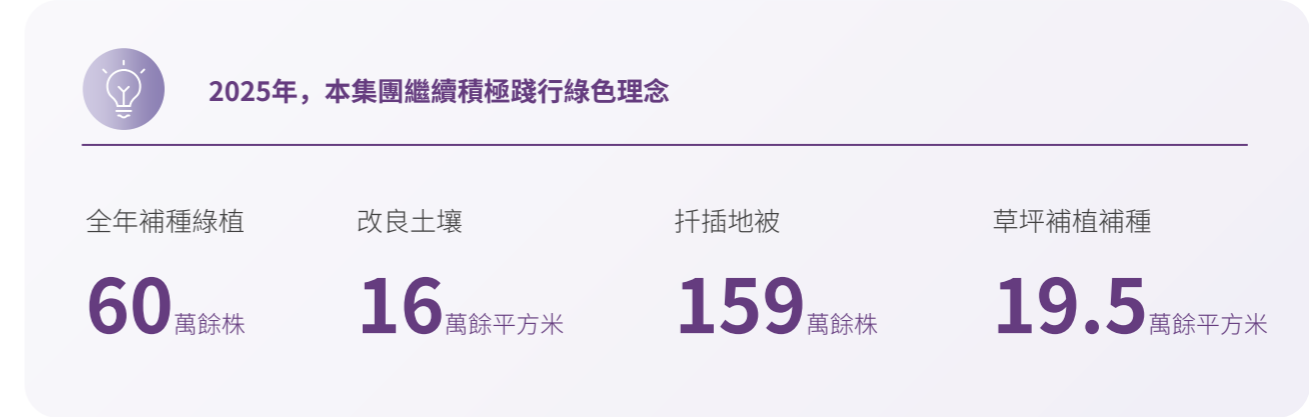 2025年，本集團繼續積極踐行綠色理念
全年補種綠植
60萬餘株
改良土壤
16萬餘平方米
扦插地被
159萬餘株
草坪補植補種
19.5萬餘平方米